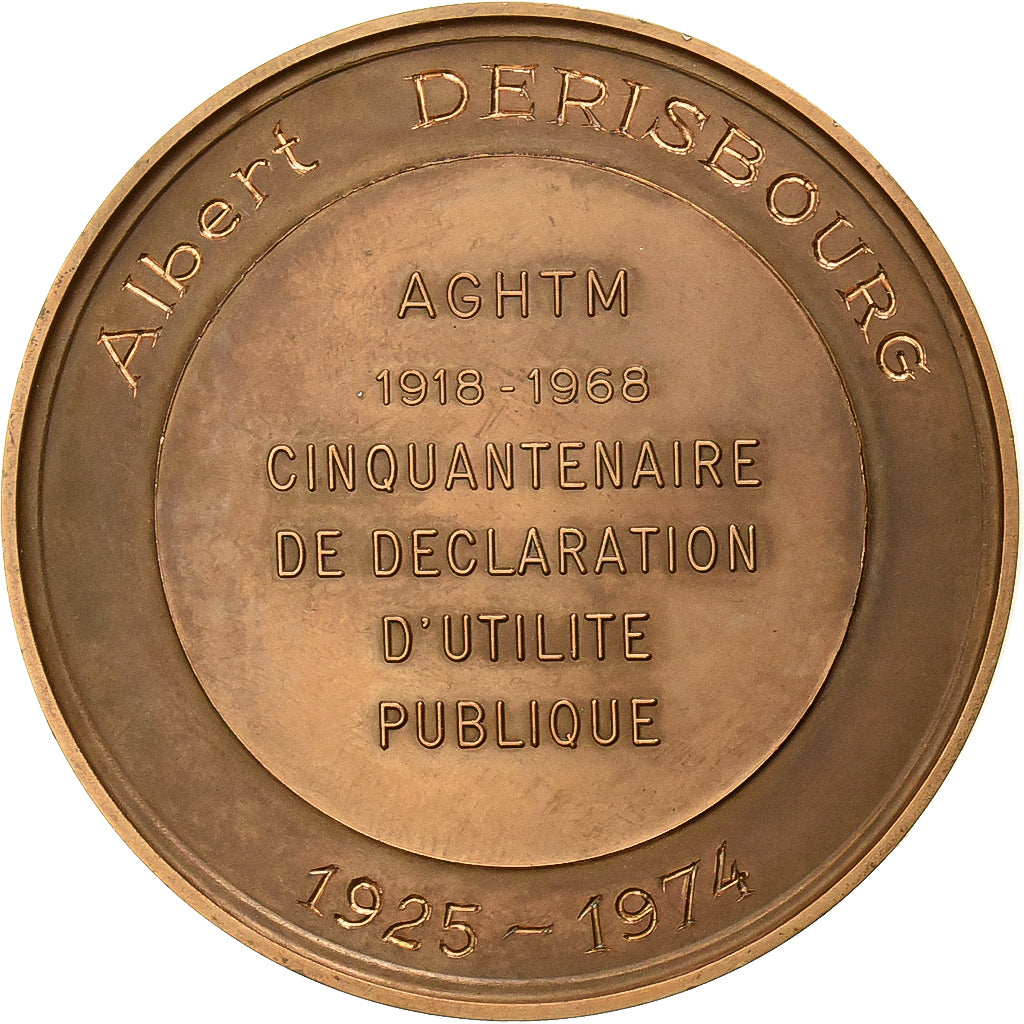 Albert DERISBOURG
AGHTM
1918 - 1968
CINQUANTENAIRE
DE DECLARATION
D'UTILITE
PUBLIQUE
1925 - 1974